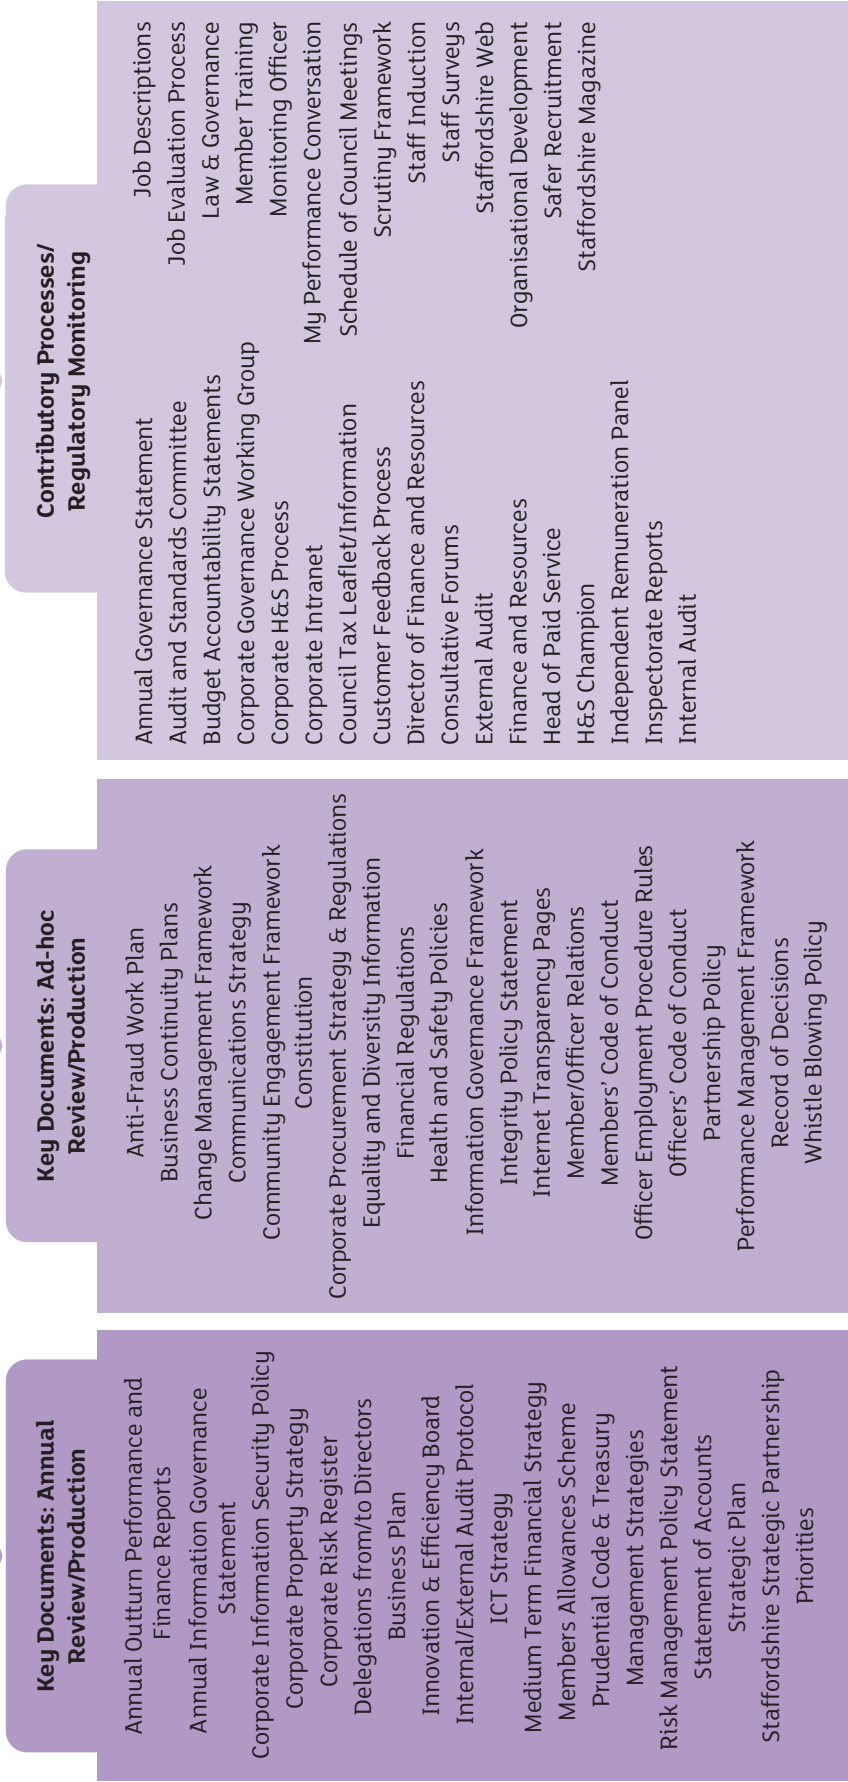 Key Documents: Annual
Review/Production
Annual Outturn Performance and
Finance Reports
Annual Information Governance
Statement
Corporate Information Security Policy
Corporate Property Strategy
Corporate Risk Register
Delegations from/to Directors
Business Plan
Innovation & Efficiency Board
Internal/External Audit Protocol
ICT Strategy
Medium Term Financial Strategy
Members Allowances Scheme
Prudential Code & Treasury
Management Strategies
Risk Management Policy Statement
Statement of Accounts
Strategic Plan
Staffordshire Strategic Partnership
Priorities
Key Documents: Ad-hoc
Review/Production
Anti-Fraud Work Plan
Business Continuity Plans
Change Management Framework
Communications Strategy
Community Engagement Framework
Constitution
Corporate Procurement Strategy & Regulations
Equality and Diversity Information
Financial Regulations
Health and Safety Policies
Information Governance Framework
Integrity Policy Statement
Internet Transparency Pages
Member/Officer Relations
Members’ Code of Conduct
Officer Employment Procedure Rules
Officers’ Code of Conduct
Partnership Policy
Performance Management Framework
Record of Decisions
Whistle Blowing Policy
Contributory Processes/
Regulatory Monitoring
Annual Governance Statement
Audit and Standards Committee
Budget Accountability Statements
Corporate Governance Working Group
Corporate H&S Process
Corporate Intranet
Council Tax Leaflet/Information
Customer Feedback Process
Director of Finance and Resources
Consultative Forums
External Audit
Finance and Resources
Head of Paid Service
H&S Champion
Independent Remuneration Panel
Inspectorate Reports
Internal Audit
Job Descriptions
Job Evaluation Process
Law & Governance
Member Training
Monitoring Officer
My Performance Conversation
Schedule of Council Meetings
Scrutiny Framework
Staff Induction
Staff Surveys
Staffordshire Web
Organisational Development
Safer Recruitment
Staffordshire Magazine